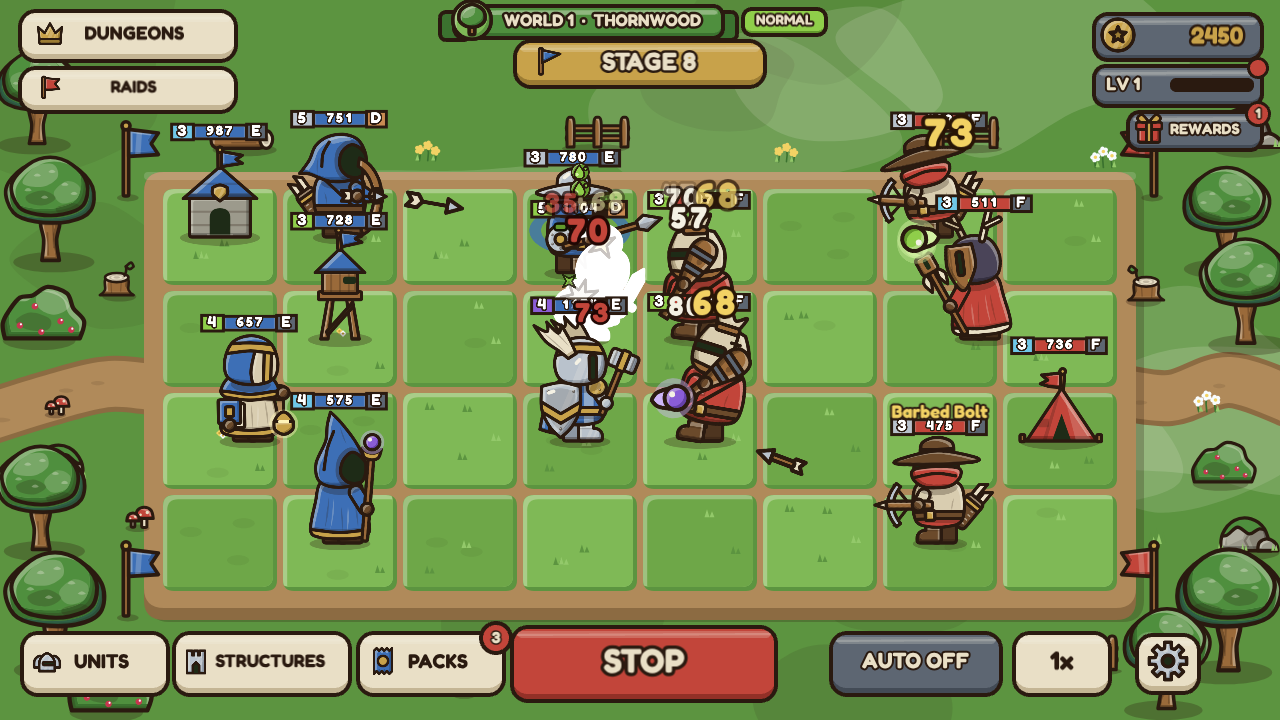 DUNGEONS
RAIDS
WORLD 1 • THORNWOOD
NORMAL
STAGE 8
2450
LV 1
1
REWARDS
3 987 E
5 751 D
3 728 E
3 780 E
70
57
68
73
3 511 F
4 657 E
4 575 E
73
68
3 736 F
Barbed Bolt
3 475 F
UNITS
STRUCTURES
PACKS
3
STOP
AUTO OFF
1x